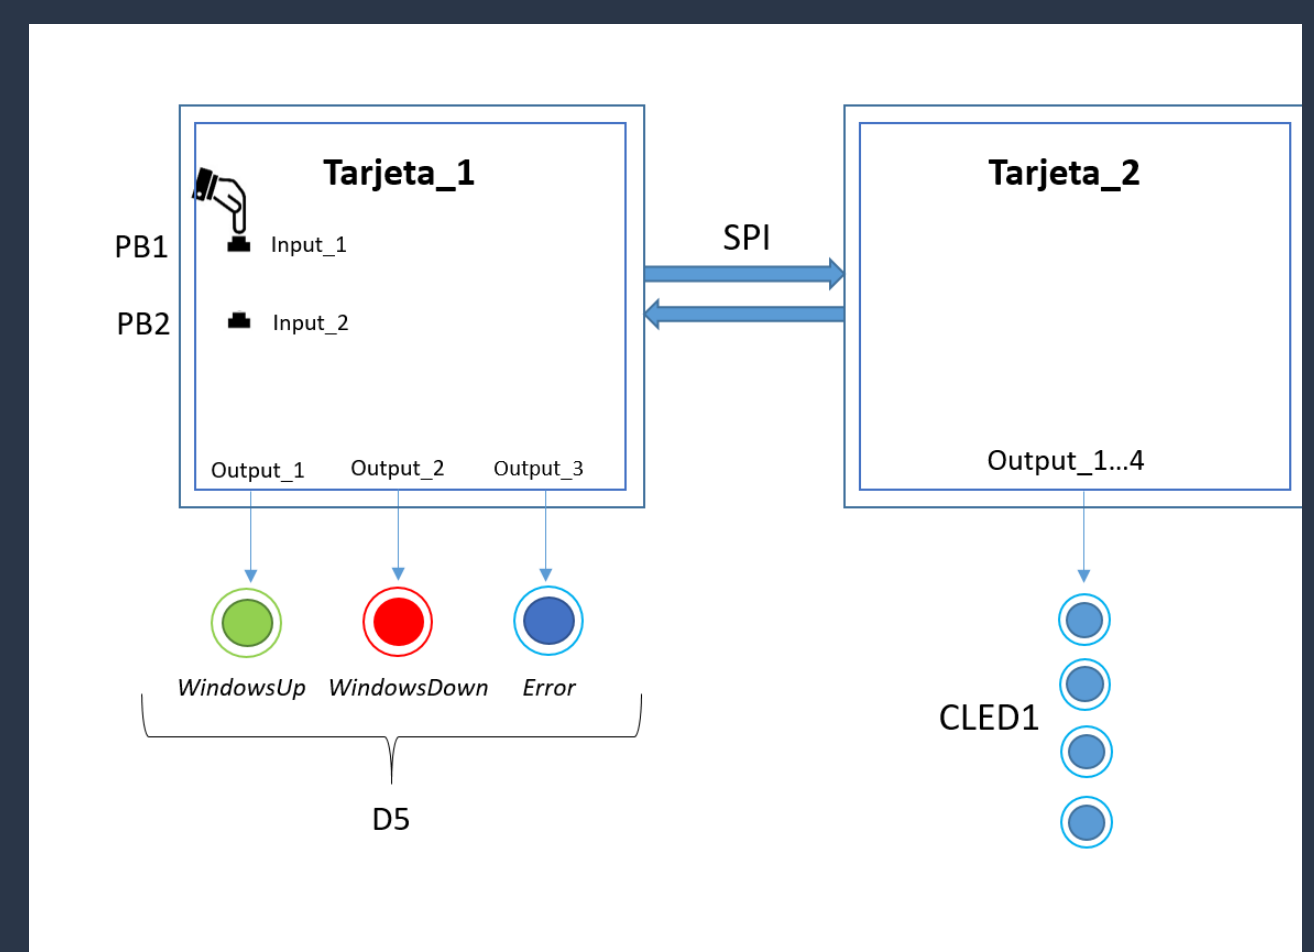 Tarjeta_1
PB1
Input_1
PB2
Input_2
Output_1
Output_2
Output_3
SPI
Tarjeta_2
Output_1...4
WindowsUp
WindowsDown
Error
D5
CLED1